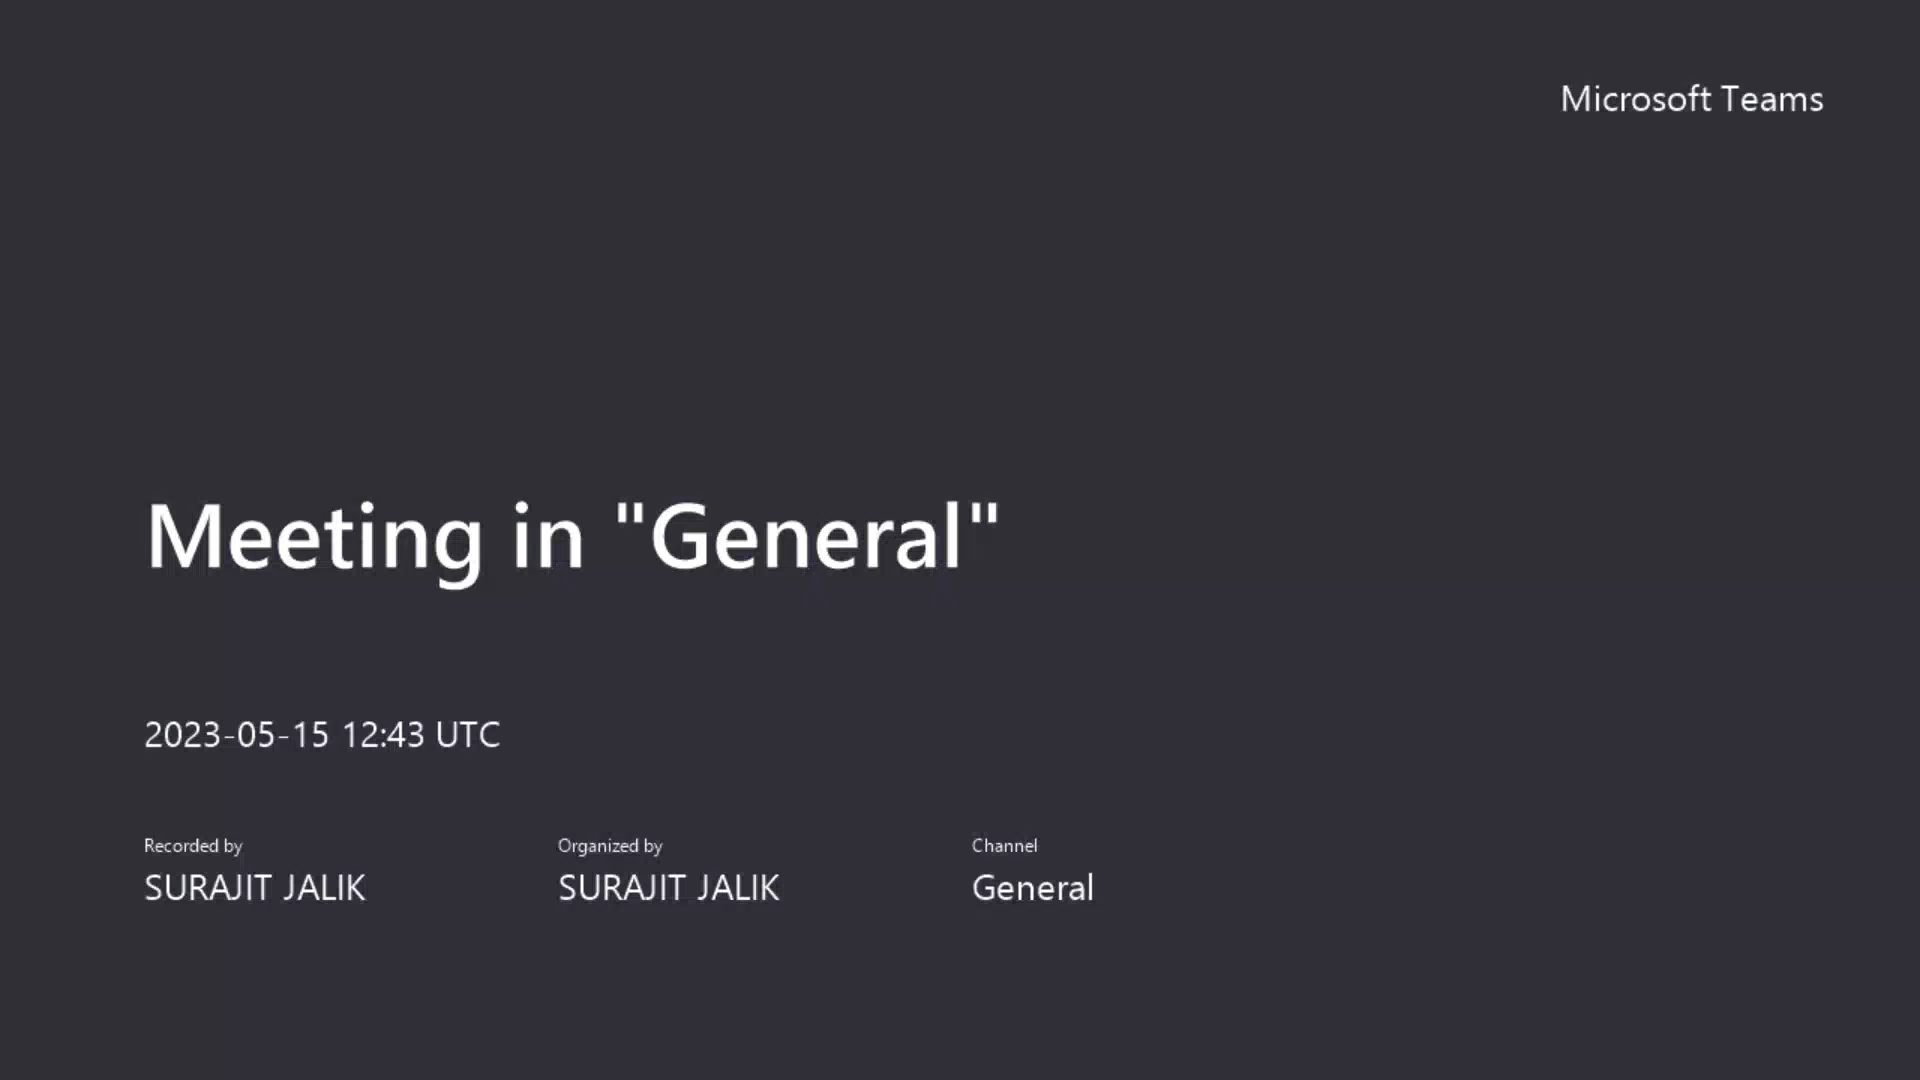 Microsoft Teams
Meeting in "General"
2023-05-15 12:43 UTC
Recorded by
SURAJIT JALIK
Organized by
SURAJIT JALIK
Channel
General